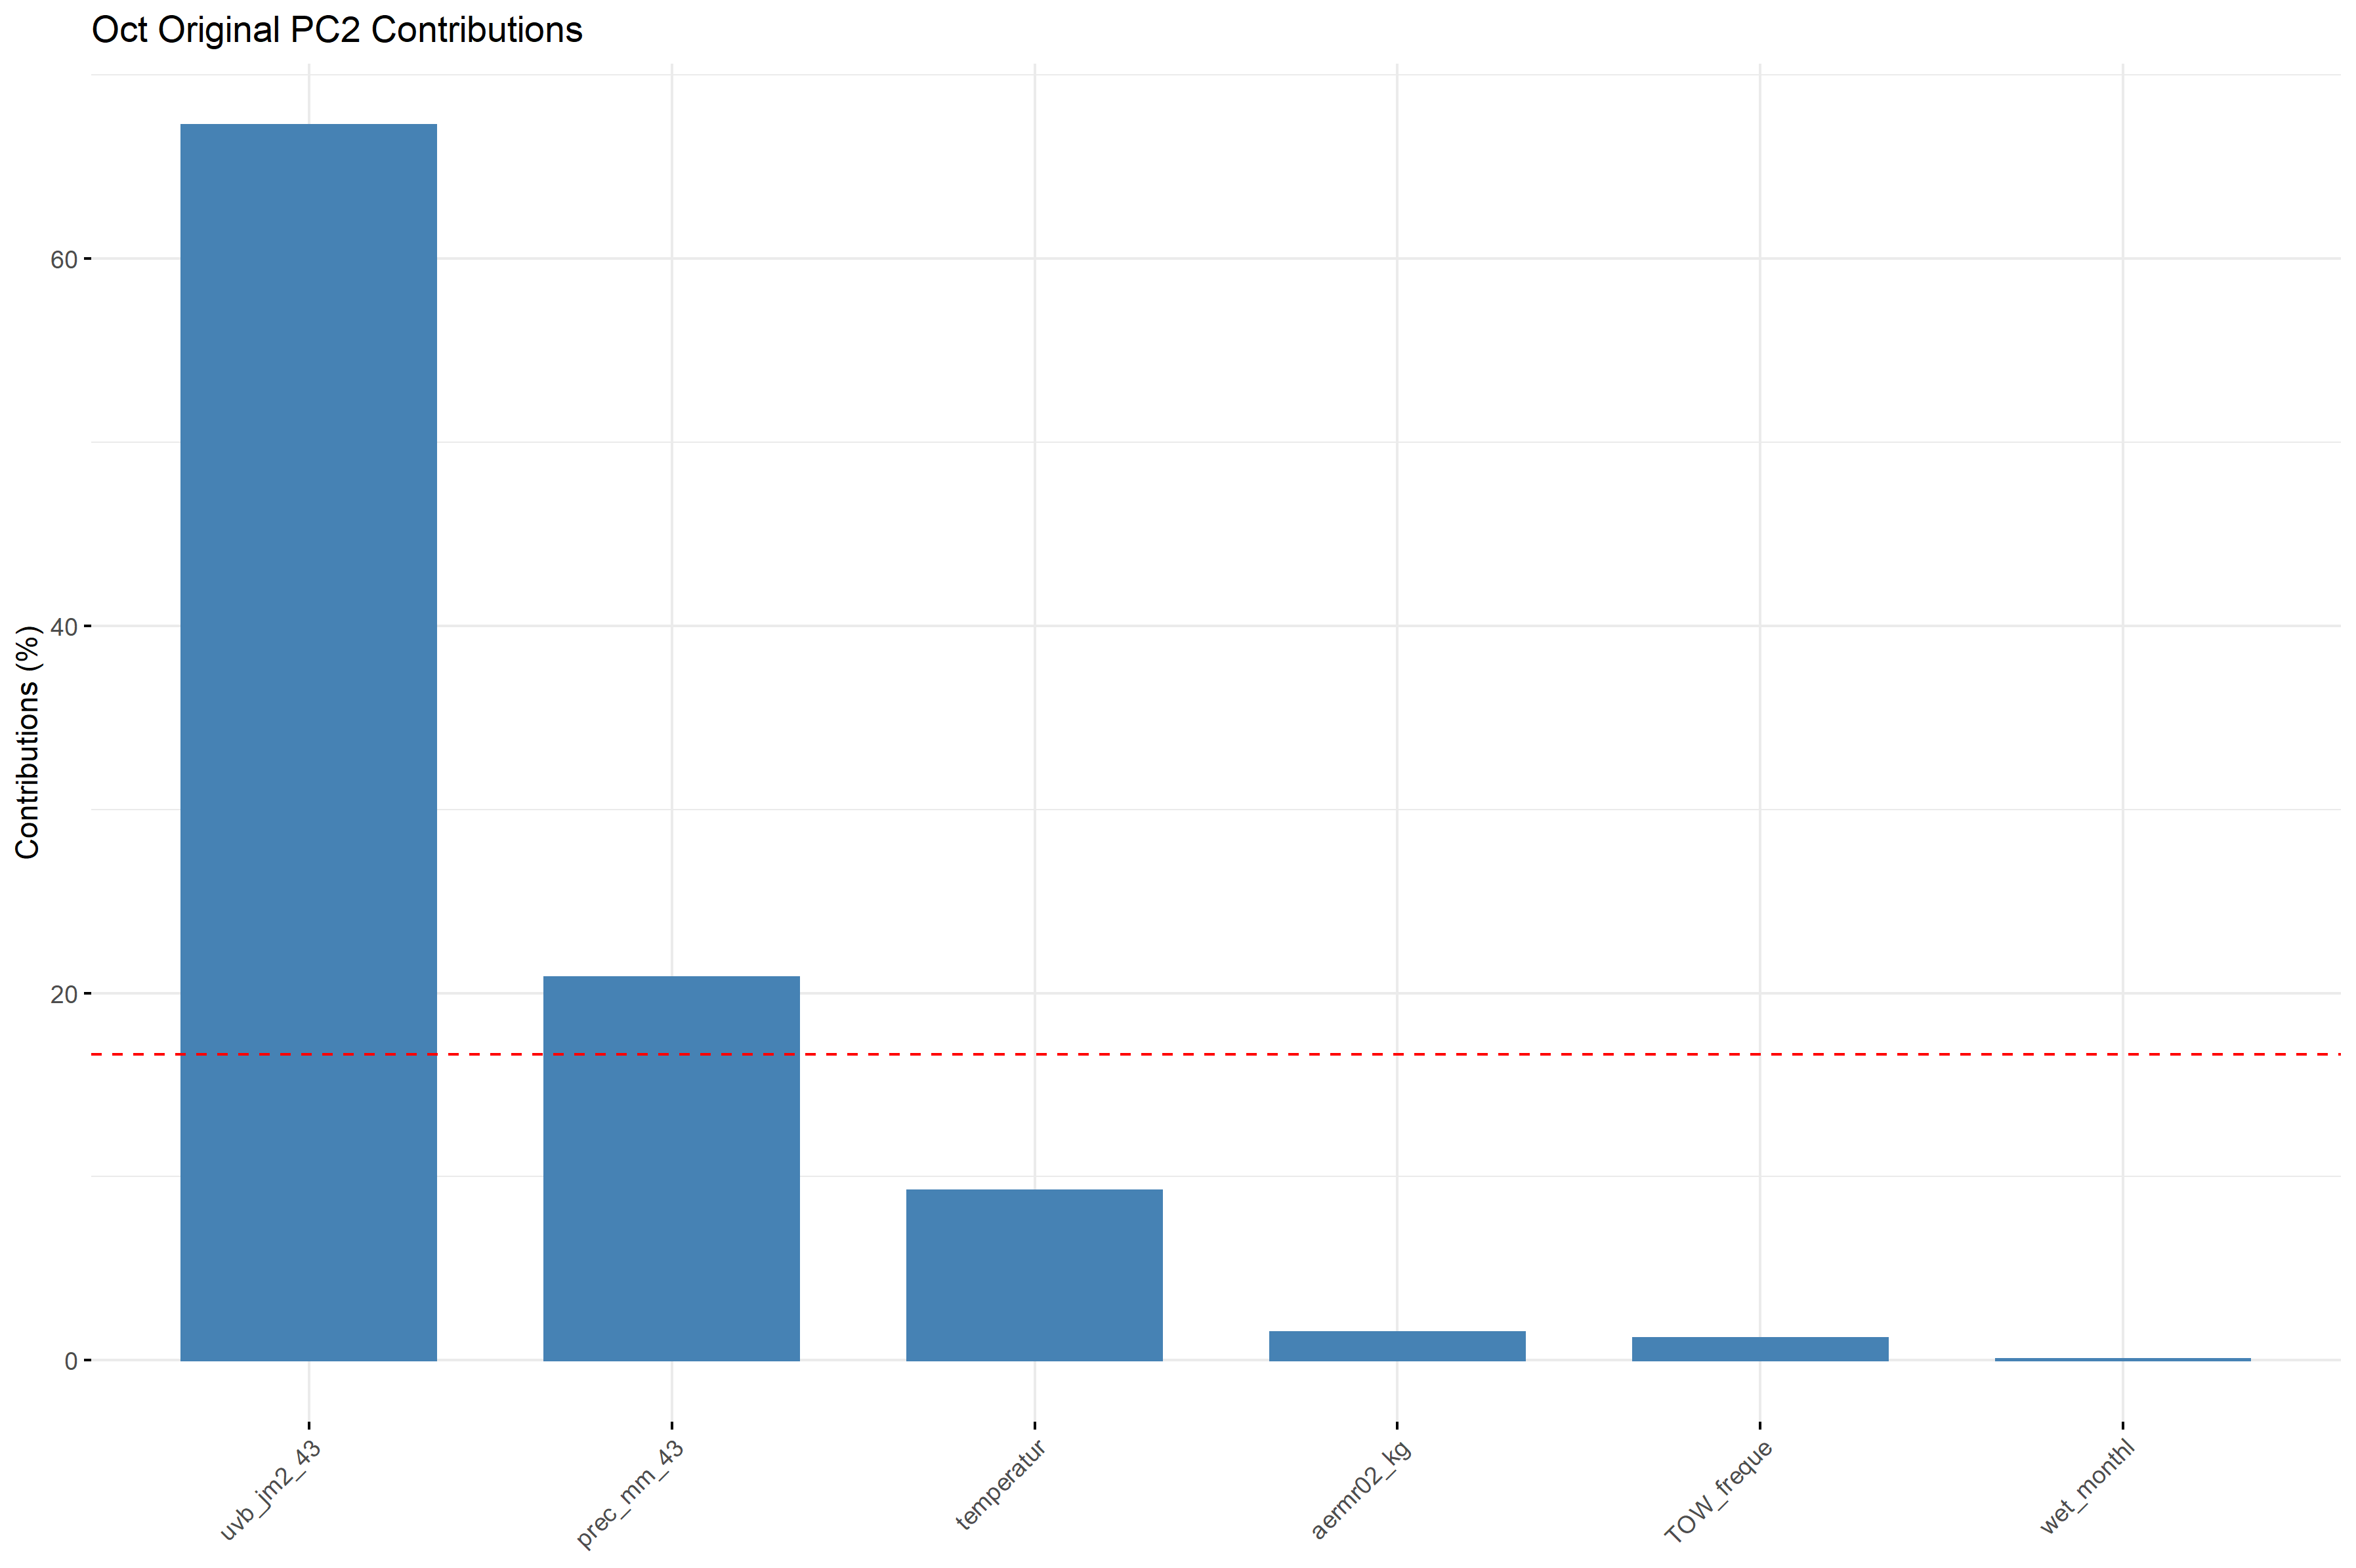 Oct Original PC2 Contributions
Contributions (%)
60
40
20
0
uvb_jm2_43
prec_mm_43
temperatur
aermr02_kg
TOW_freque
wet_monthl